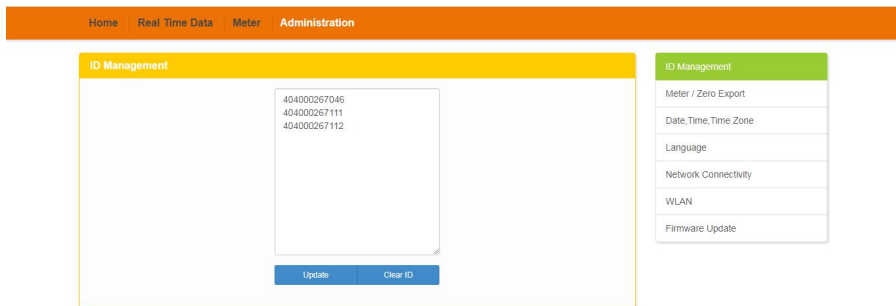 Home Real Time Data Meter Administration
ID Management
404000267046
404000267111
404000267112
Update Clear ID
ID Management
Meter / Zero Export
Date,Time,Time Zone
Language
Network Connectivity
WLAN
Firmware Update